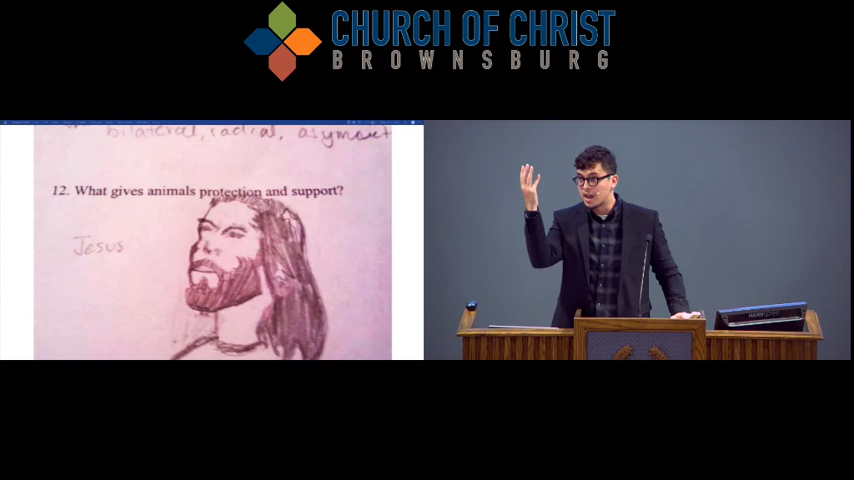 CHURCH OF CHRIST
BROWNSBURG
bilateral, radial, asymmet
12. What gives animals protection and support?
Jesus